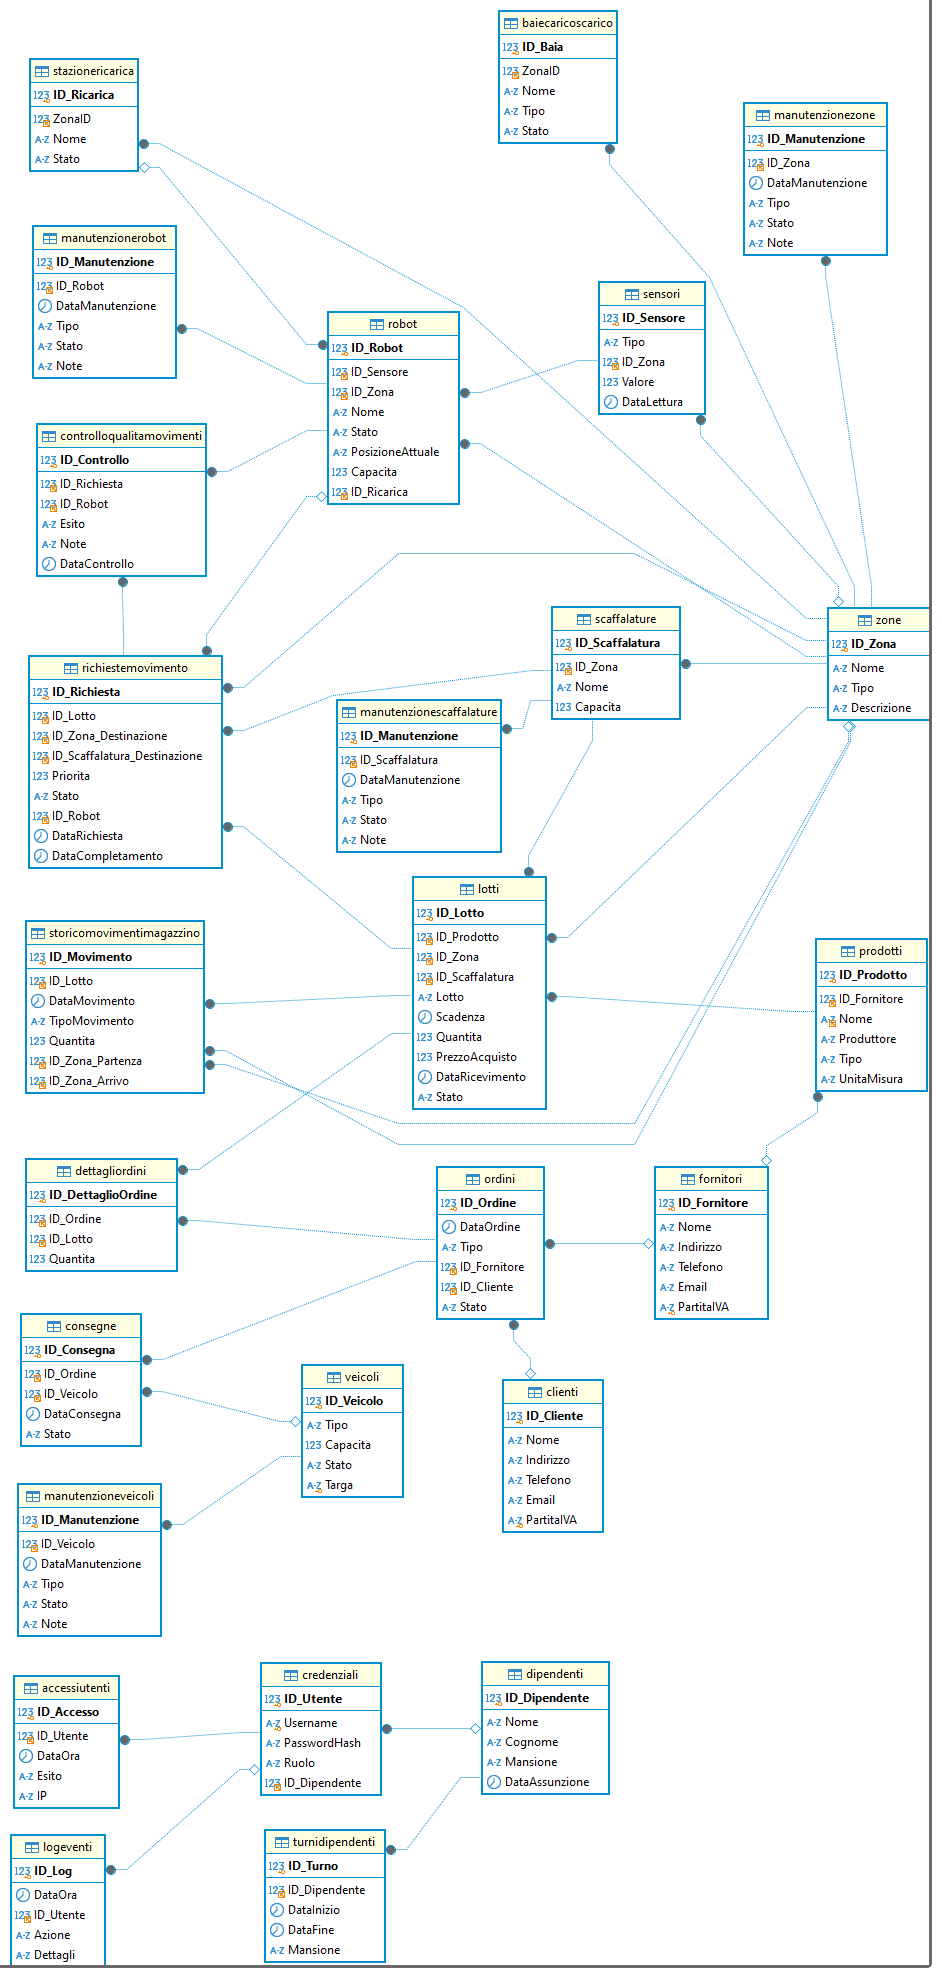 baiecaricoscarico
123 ID_Baia
123 ZonaID
A-Z Nome
A-Z Tipo
A-Z Stato
stazionericarica
123 ID_Ricarica
123 ZonaID
A-Z Nome
A-Z Stato
manutenzionezone
123 ID_Manutenzione
123 ID_Zona
DataManutenzione
A-Z Tipo
A-Z Stato
A-Z Note
manutenzionerobot
123 ID_Manutenzione
123 ID_Robot
DataManutenzione
A-Z Tipo
A-Z Stato
A-Z Note
sensori
123 ID_Sensore
A-Z Tipo
123 ID_Zona
123 Valore
DataLettura
robot
123 ID_Robot
123 ID_Sensore
123 ID_Zona
A-Z Nome
A-Z Stato
A-Z PosizioneAttuale
123 Capacita
123 ID_Ricarica
controlloqualitamovimenti
123 ID_Controllo
123 ID_Richiesta
123 ID_Robot
A-Z Esito
A-Z Note
DataControllo
scaffalature
123 ID_Scaffalatura
123 ID_Zona
A-Z Nome
123 Capacita
zone
123 ID_Zona
A-Z Nome
A-Z Tipo
A-Z Descrizione
richiestemovimento
123 ID_Richiesta
123 ID_Lotto
123 ID_Zona_Destinazione
123 ID_Scaffalatura_Destinazione
123 Priorita
A-Z Stato
123 ID_Robot
DataRichiesta
DataCompletamento
manutenzionescaffalature
123 ID_Manutenzione
123 ID_Scaffalatura
DataManutenzione
A-Z Tipo
A-Z Stato
A-Z Note
lotti
123 ID_Lotto
123 ID_Prodotto
123 ID_Zona
123 ID_Scaffalatura
A-Z Lotto
Scadenza
123 Quantita
123 PrezzoAcquisto
DataRicevimento
A-Z Stato
storicomovimentimagazzino
123 ID_Movimento
123 ID_Lotto
DataMovimento
A-Z TipoMovimento
123 Quantita
123 ID_Zona_Partenza
123 ID_Zona_Arrivo
prodotti
123 ID_Prodotto
123 ID_Fornitore
A-Z Nome
A-Z Produttore
A-Z Tipo
A-Z UnitaMisura
dettagliordini
123 ID_DettaglioOrdine
123 ID_Ordine
123 ID_Lotto
123 Quantita
ordini
123 ID_Ordine
DataOrdine
A-Z Tipo
123 ID_Fornitore
123 ID_Cliente
A-Z Stato
fornitori
123 ID_Fornitore
A-Z Nome
A-Z Indirizzo
A-Z Telefono
A-Z Email
A-Z PartitaIVA
consegne
123 ID_Consegna
123 ID_Ordine
123 ID_Veicolo
DataConsegna
A-Z Stato
veicoli
123 ID_Veicolo
A-Z Tipo
123 Capacita
A-Z Stato
A-Z Targa
clienti
123 ID_Cliente
A-Z Nome
A-Z Indirizzo
A-Z Telefono
A-Z Email
A-Z PartitaIVA
manutenzioneveicoli
123 ID_Manutenzione
123 ID_Veicolo
DataManutenzione
A-Z Tipo
A-Z Stato
A-Z Note
accessiutenti
123 ID_Accesso
123 ID_Utente
DataOra
A-Z Esito
A-Z IP
credenziali
123 ID_Utente
A-Z Username
A-Z PasswordHash
A-Z Ruolo
123 ID_Dipendente
dipendenti
123 ID_Dipendente
A-Z Nome
A-Z Cognome
A-Z Mansione
DataAssunzione
logeventi
123 ID_Log
DataOra
123 ID_Utente
A-Z Azione
A-Z Dettagli
turnidipendenti
123 ID_Turno
123 ID_Dipendente
DataInizio
DataFine
A-Z Mansione